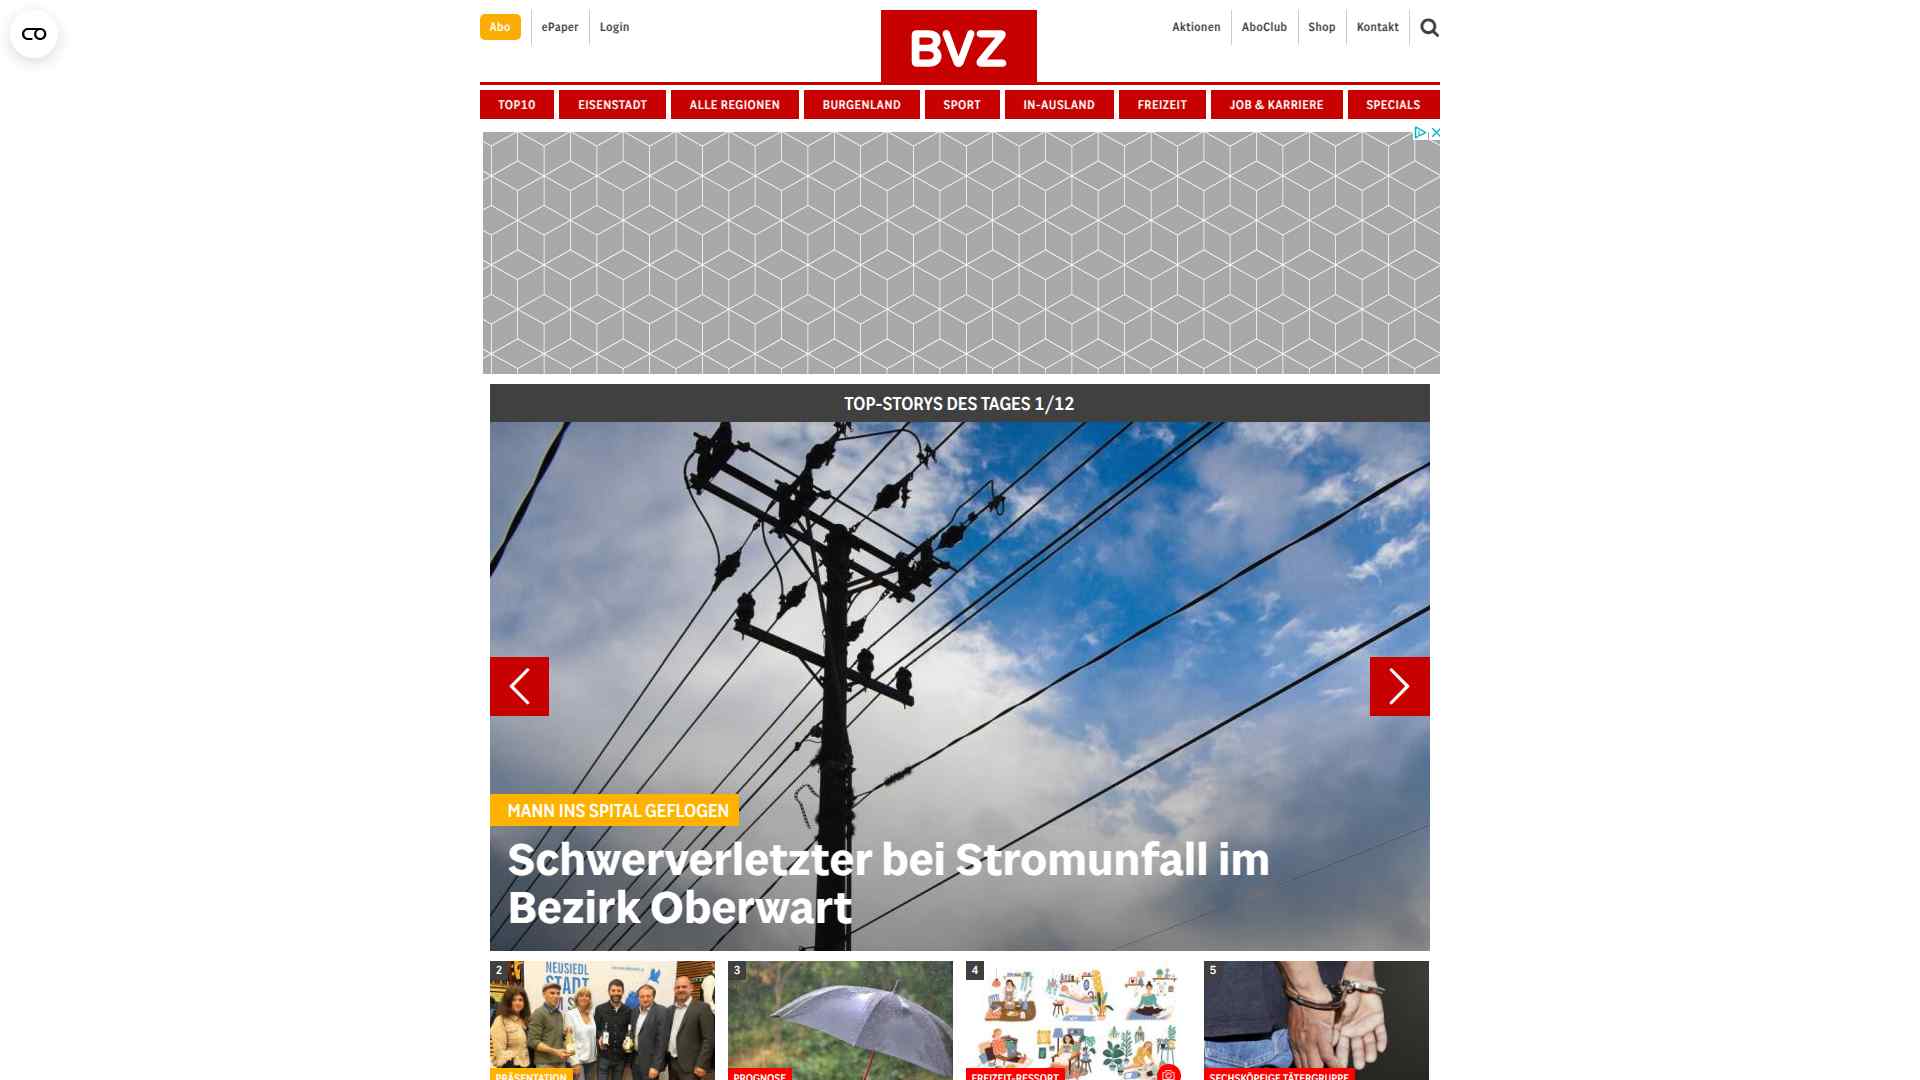 Abo
ePaper
Login
BVZ
Aktionen
AboClub
Shop
Kontakt
TOP10
EISENSTADT
ALLE REGIONEN
BURGENLAND
SPORT
IN-AUSLAND
FREIZEIT
JOB & KARRIERE
SPECIALS
TOP-STORYS DES TAGES 1/12
MANN INS SPITAL GEFLOGEN
Schwerverletzter bei Stromunfall im
Bezirk Oberwart
2
NEUSIEDL
STADT
PRÄSENTATION
3
PROGNOSE
4
FREIZEIT-RESSORT
5
SECHSKÖPFIGE TÄTERGRUPPE